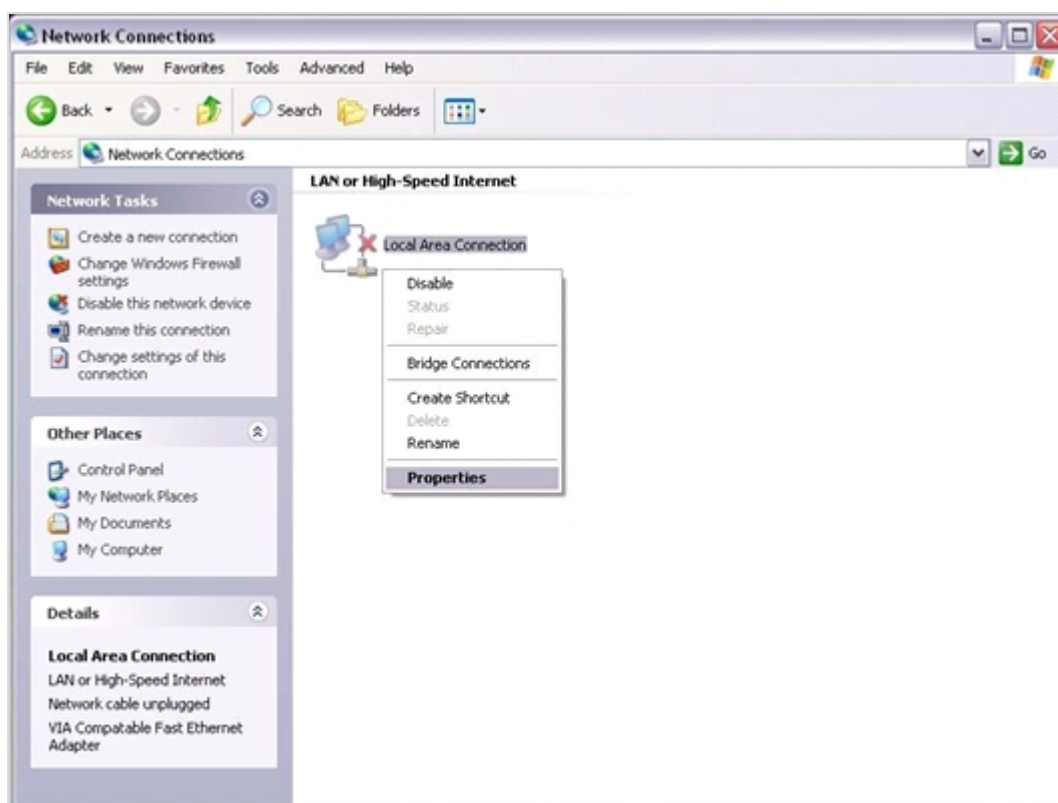 Network Connections
File Edit View Favorites Tools Advanced Help
Back Search Folders
Address Network Connections Go
Network Tasks
Create a new connection
Change Windows Firewall
settings
Disable this network device
Rename this connection
Change settings of this
connection
Other Places
Control Panel
My Network Places
My Documents
My Computer
Details
Local Area Connection
LAN or High-Speed Internet
Network cable unplugged
VIA Compatable Fast Ethernet
Adapter
LAN or High-Speed Internet
Local Area Connection
Disable
Status
Repair
Bridge Connections
Create Shortcut
Delete
Rename
Properties